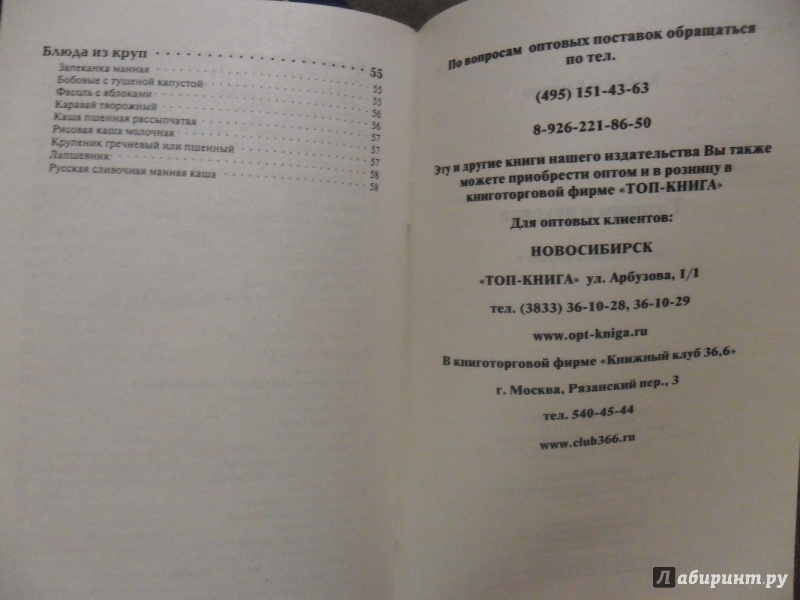 Блюда из круп 55
Запеканка манная 55
Бобовые с тушеной капустой 55
Фасоль с яблоками 56
Каравай творожный 56
Каша пшенная рассыпчатая 57
Рисовая каша молочная 57
Крупеник гречневый или пшенный 57
Лапшевник 58
Русская сливочная манная каша 58
По вопросам оптовых поставок обращаться
по тел.
(495) 151-43-63
8-926-221-86-50
Эту и другие книги нашего издательства Вы также
можете приобрести оптом и в розницу в
книготорговой фирме «ТОП-КНИГА»
Для оптовых клиентов:
НОВОСИБИРСК
«ТОП-КНИГА» ул. Арбузова, 1/1
тел. (3833) 36-10-28, 36-10-29
www.opt-kniga.ru
В книготорговой фирме «Книжный клуб 36,6»
г. Москва, Рязанский пер., 3
тел. 540-45-44
www.club366.ru
Лабиринт.ру